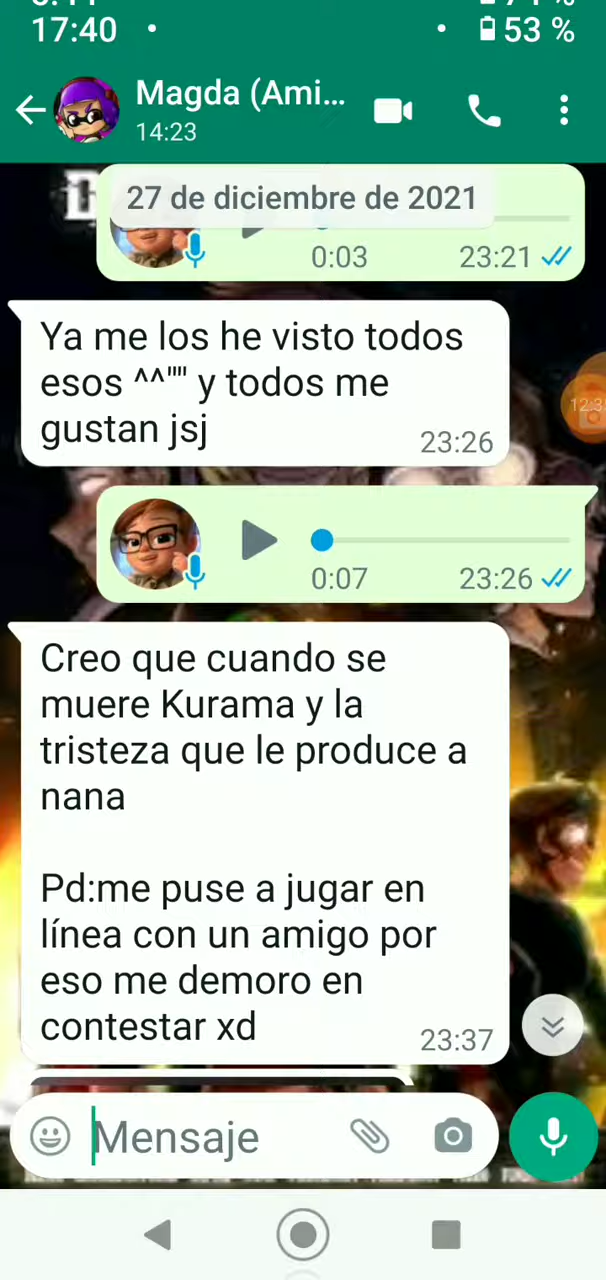 17:40
53 %
Magda (Ami...
14:23
27 de diciembre de 2021
0:03
23:21
Ya me los he visto todos
esos ^^"" y todos me
gustan jsj
23:26
0:07
23:26
Creo que cuando se
muere Kurama y la
tristeza que le produce a
nana
Pd:me puse a jugar en
línea con un amigo por
eso me demoro en
contestar xd
23:37
Mensaje